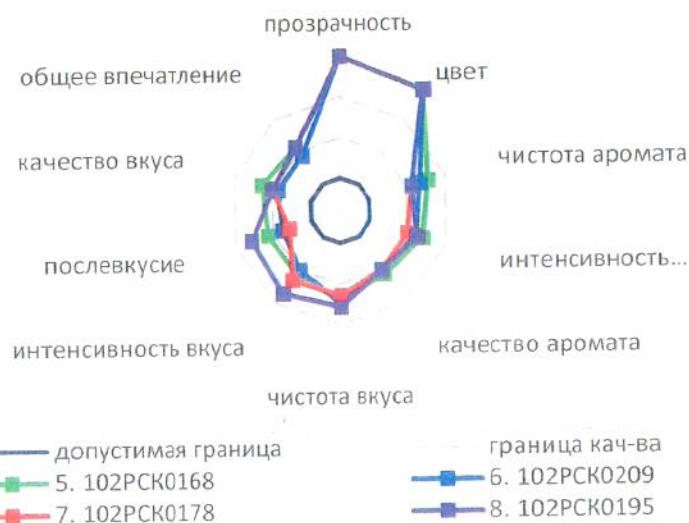 прозрачность
общее впечатление
цвет
качество вкуса
чистота аромата
послевкусие
интенсивность...
интенсивность вкуса
качество аромата
чистота вкуса
допустимая граница
граница кач-ва
5. 102РСК0168
6. 102РСК0209
7. 102РСК0178
8. 102РСК0195